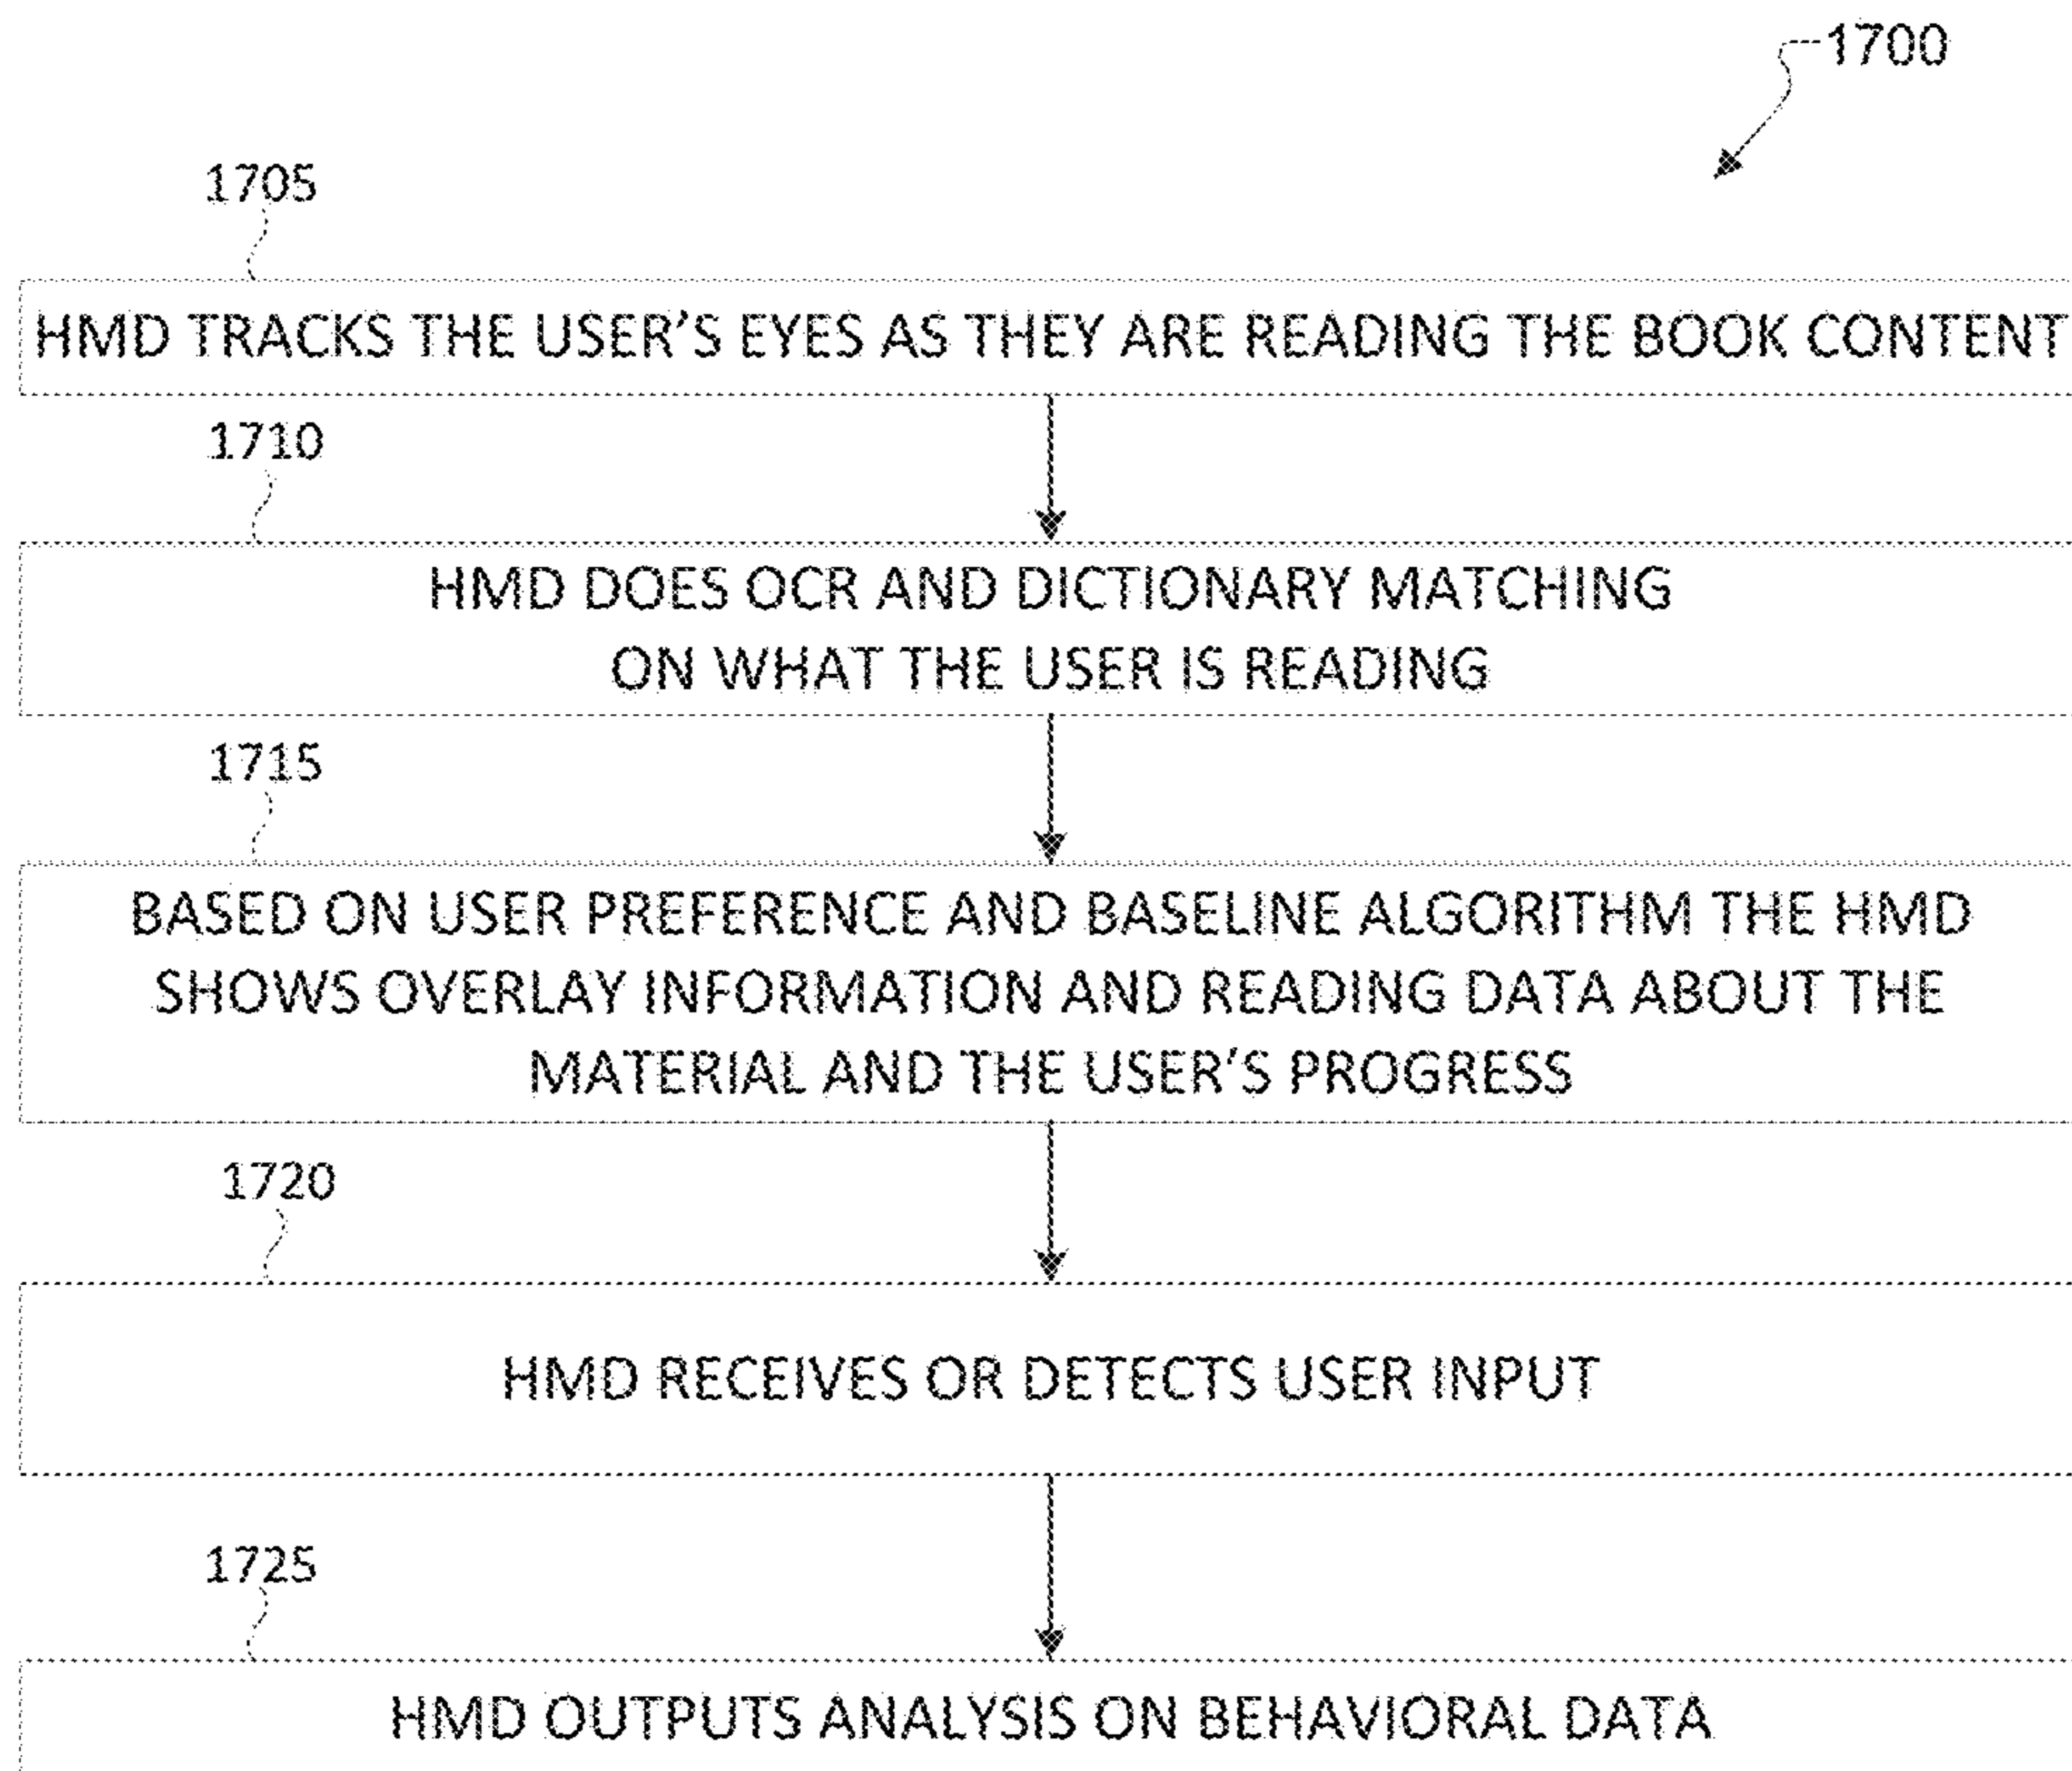 1700
1705
HMD TRACKS THE USER'S EYES AS THEY ARE READING THE BOOK CONTENT
1710
HMD DOES OCR AND DICTIONARY MATCHING
ON WHAT THE USER IS READING
1715
BASED ON USER PREFERENCE AND BASELINE ALGORITHM THE HMD
SHOWS OVERLAY INFORMATION AND READING DATA ABOUT THE
MATERIAL AND THE USER'S PROGRESS
1720
HMD RECEIVES OR DETECTS USER INPUT
1725
HMD OUTPUTS ANALYSIS ON BEHAVIORAL DATA